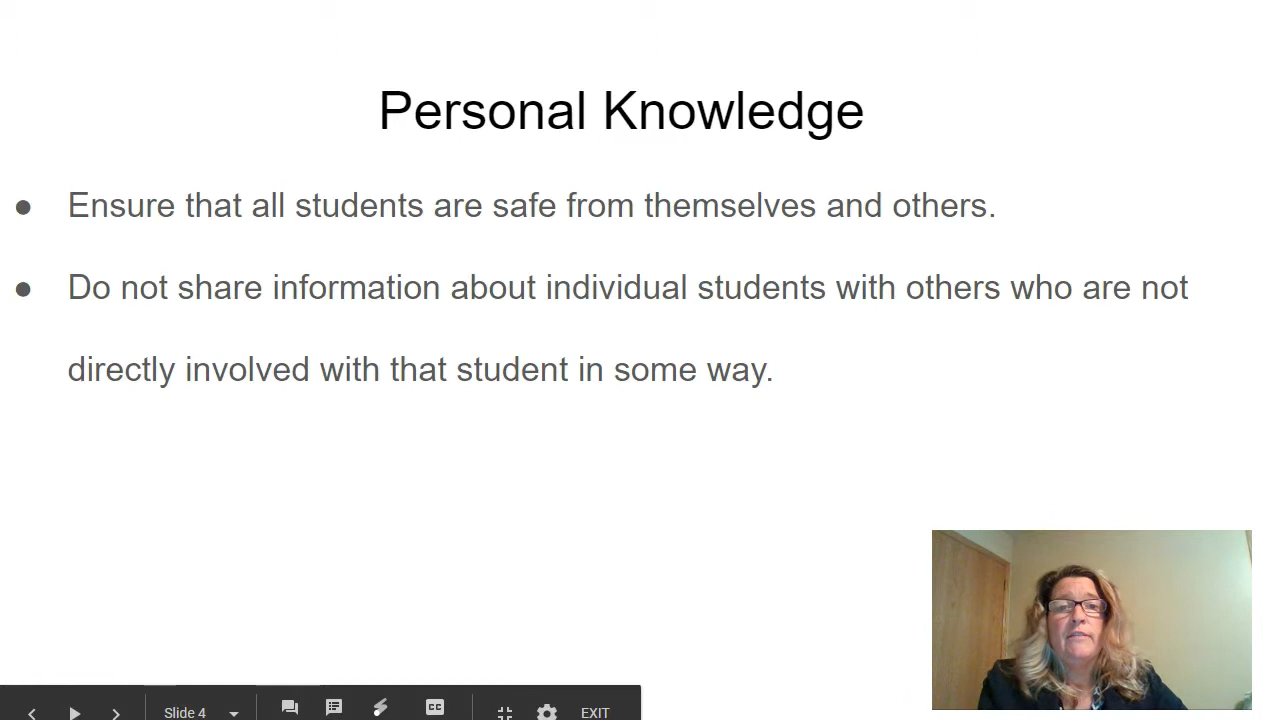 Personal Knowledge
● Ensure that all students are safe from themselves and others.
● Do not share information about individual students with others who are not
directly involved with that student in some way.
Slide 4
CC
EXIT